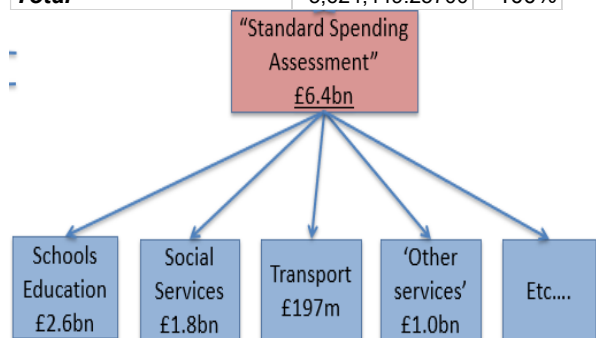 "Standard Spending
Assessment"
£6.4bn
Schools
Education
£2.6bn
Social
Services
£1.8bn
Transport
£197m
'Other
services'
£1.0bn
Etc....